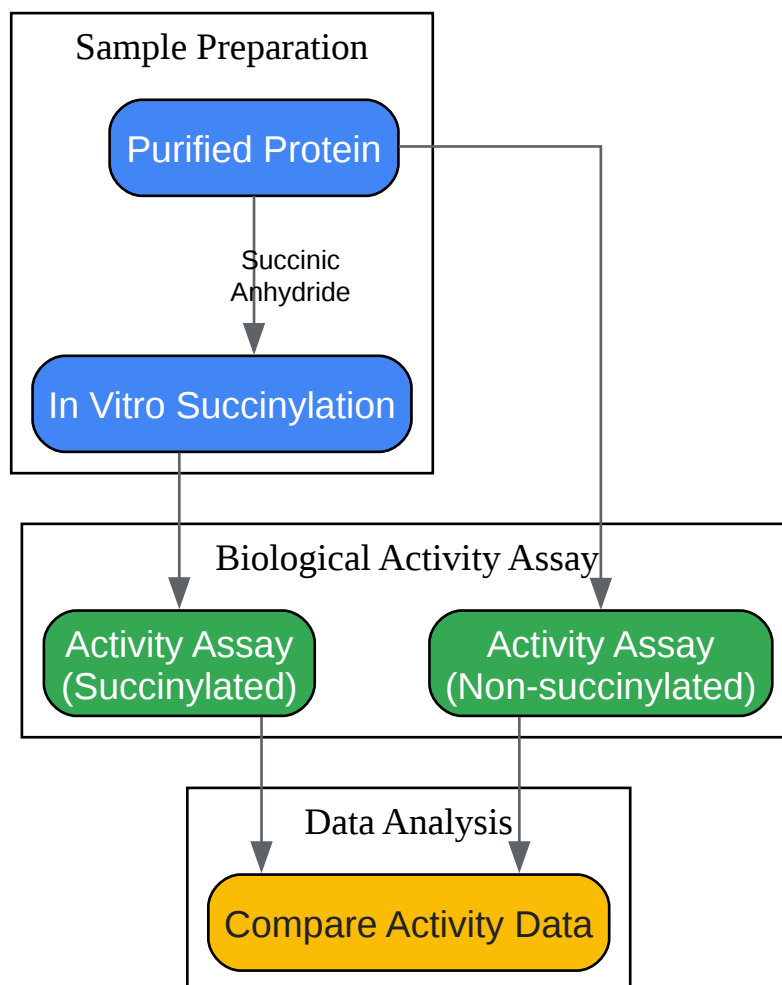 Sample Preparation
Purified Protein
Succinic
Anhydride
In Vitro Succinylation
Biological Activity Assay
Activity Assay
(Succinylated)
Activity Assay
(Non-succinylated)
Data Analysis
Compare Activity Data